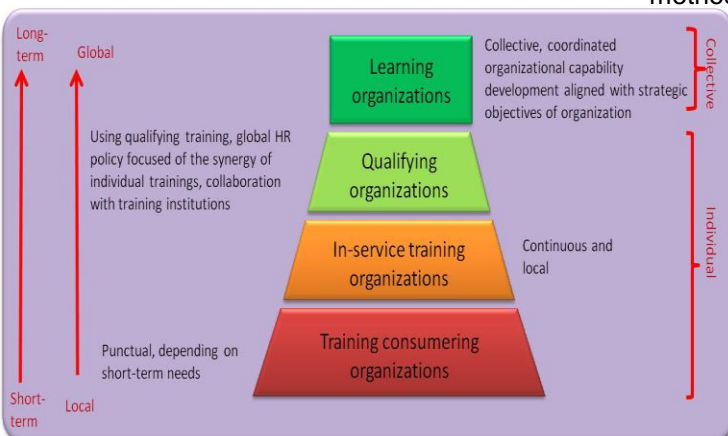 Long-
term
Global
Learning
organizations
Collective, coordinated
organizational capability
development aligned with strategic
objectives of organization
Collective
Using qualifying training, global HR
policy focused of the synergy of
individual trainings, collaboration
with training institutions
Qualifying
organizations
In-service training
organizations
Continuous and
local
Individual
Punctual, depending on
short-term needs
Training consumering
organizations
Short-
term
Local